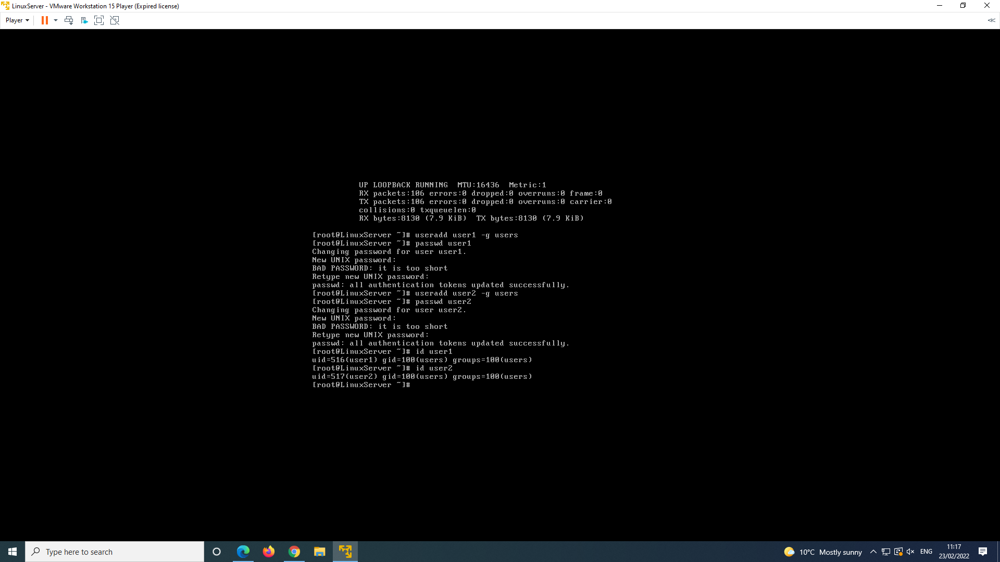 LinuxServer - VMware Workstation 15 Player (Expired license)
Player
UP LOOPBACK RUNNING  MTU:16436  Metric:1
RX packets:106 errors:0 dropped:0 overruns:0 frame:0
TX packets:106 errors:0 dropped:0 overruns:0 carrier:0
collisions:0 txqueuelen:0
RX bytes:8130 (7.9 KiB)  TX bytes:8130 (7.9 KiB)
[root@LinuxServer ~]# useradd user1 -g users
[root@LinuxServer ~]# passwd user1
Changing password for user user1.
New UNIX password:
BAD PASSWORD: it is too short
Retype new UNIX password:
passwd: all authentication tokens updated successfully.
[root@LinuxServer ~]# useradd user2 -g users
[root@LinuxServer ~]# passwd user2
Changing password for user user2.
New UNIX password:
BAD PASSWORD: it is too short
Retype new UNIX password:
passwd: all authentication tokens updated successfully.
[root@LinuxServer ~]# id user1
uid=516(user1) gid=100(users) groups=100(users)
[root@LinuxServer ~]# id user2
uid=517(user2) gid=100(users) groups=100(users)
[root@LinuxServer ~]#
Type here to search
10°C Mostly sunny
ENG
11:17
23/02/2022